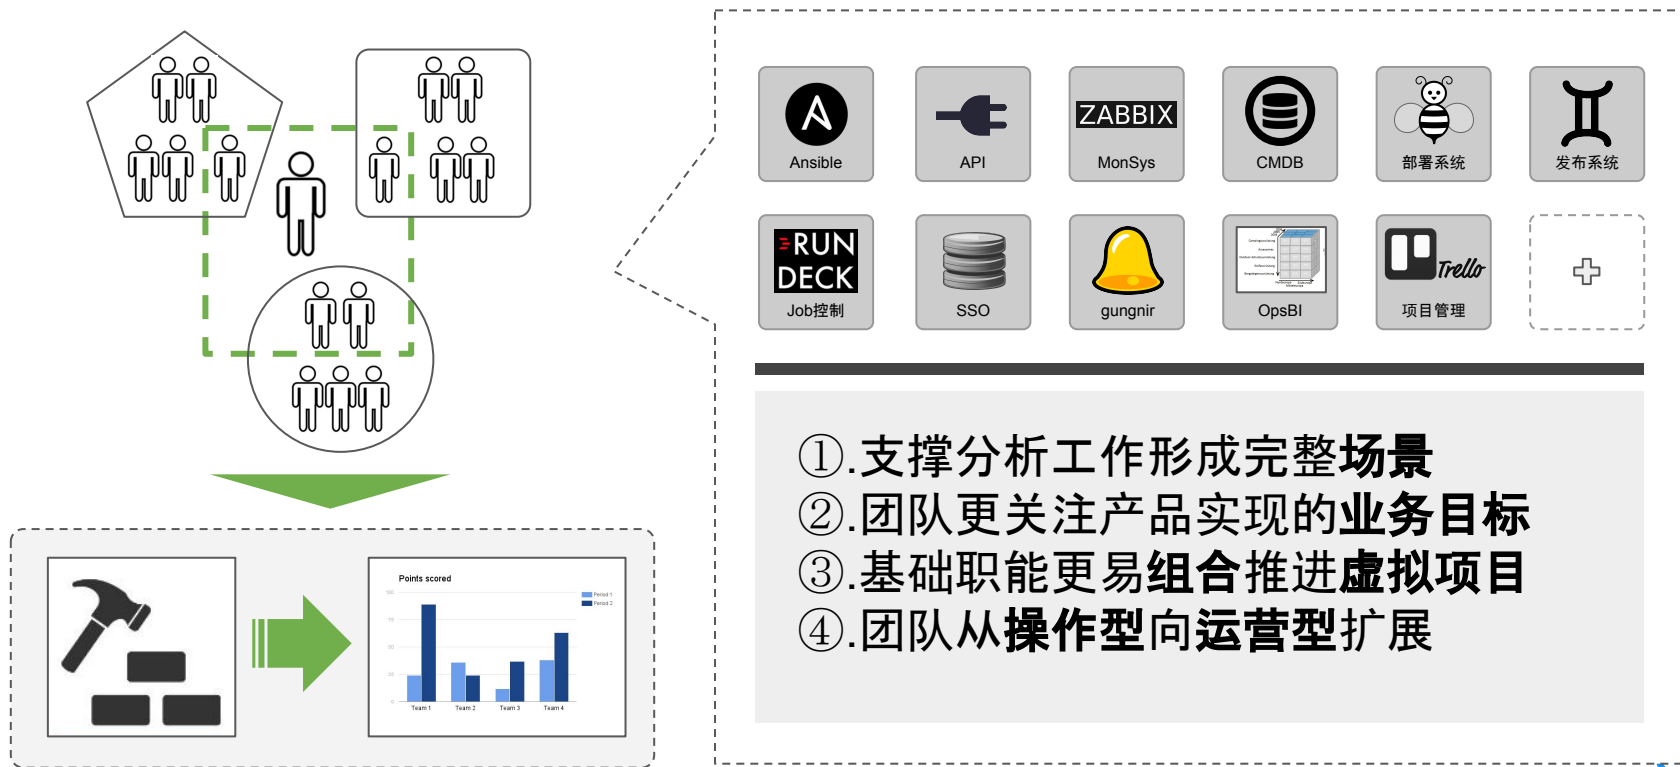 ZABBIX
Ansible
API
MonSys
CMDB
部署系统
发布系统
RUN
DECK
Trello
Job控制
SSO
gungnir
OpsBI
项目管理
①.支撑分析工作形成完整场景
②.团队更关注产品实现的业务目标
③.基础职能更易组合推进虚拟项目
④.团队从操作型向运营型扩展
Points scored
Period 1
Period 2
Team 1
Team 2
Team 3
Team 4